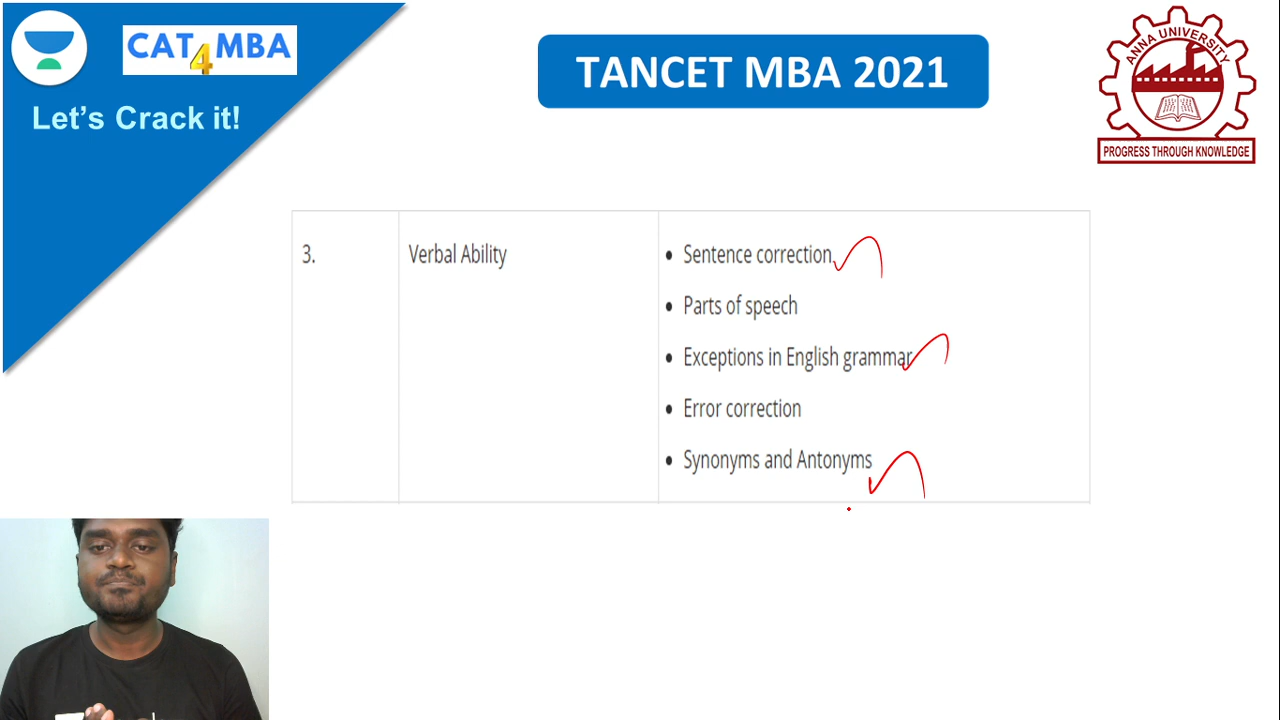 CAT4MBA
Let's Crack it!
TANCET MBA 2021
ANNA UNIVERSITY
PROGRESS THROUGH KNOWLEDGE
3.
Verbal Ability
• Sentence correction
• Parts of speech
• Exceptions in English grammar
• Error correction
• Synonyms and Antonyms